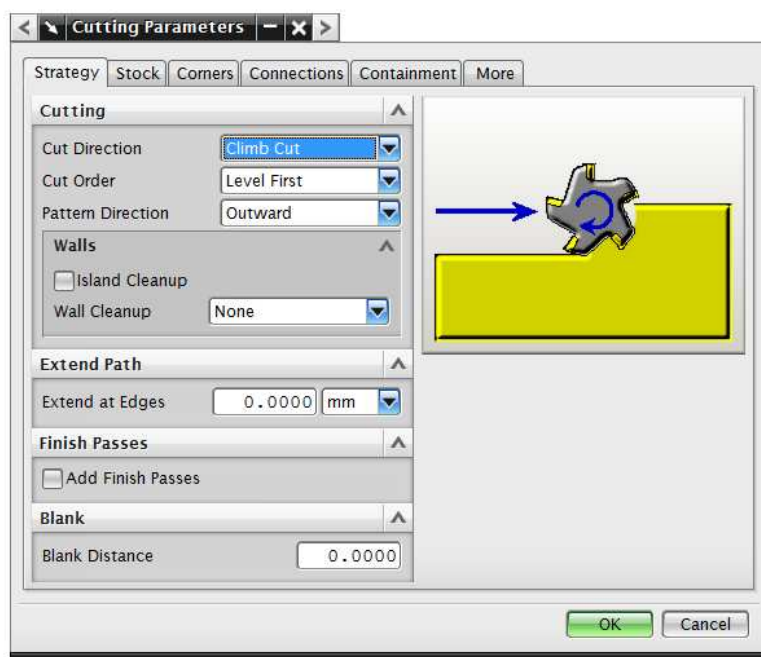 Cutting Parameters
Strategy Stock Corners Connections Containment More
Cutting
Cut Direction Climb Cut
Cut Order Level First
Pattern Direction Outward
Walls
Island Cleanup
Wall Cleanup None
Extend Path
Extend at Edges 0.0000 mm
Finish Passes
Add Finish Passes
Blank
Blank Distance 0.0000
OK Cancel